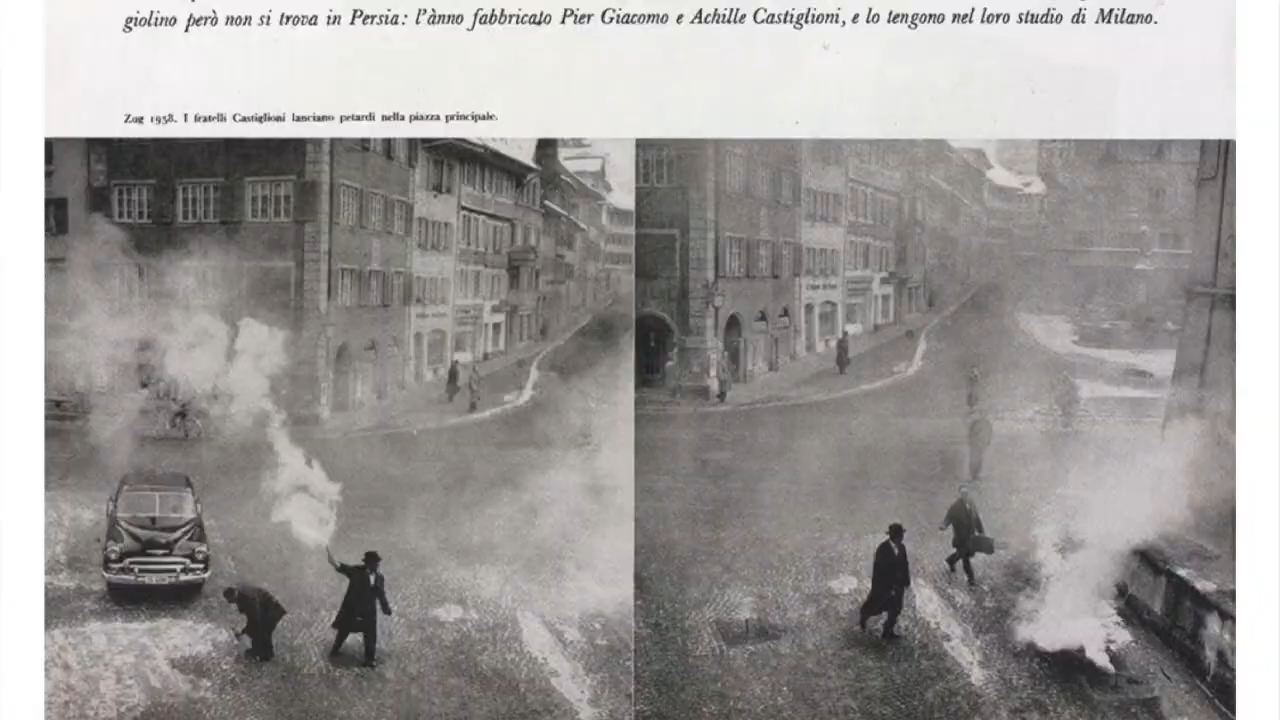 giolino però non si trova in Persia: l'ànno fabbricato Pier Giacomo e Achille Castiglioni, e lo tengono nel loro studio di Milano.
Zug 1958. I fratelli Castiglioni lanciano petardi nella piazza principale.